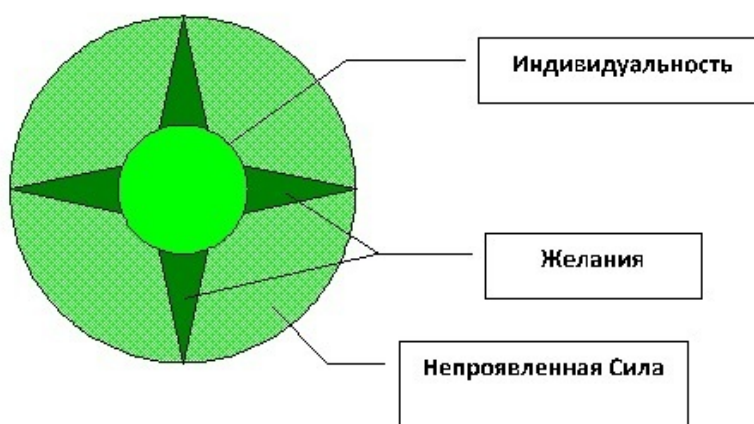 Индивидуальность
Желания
Непроявленная Сила